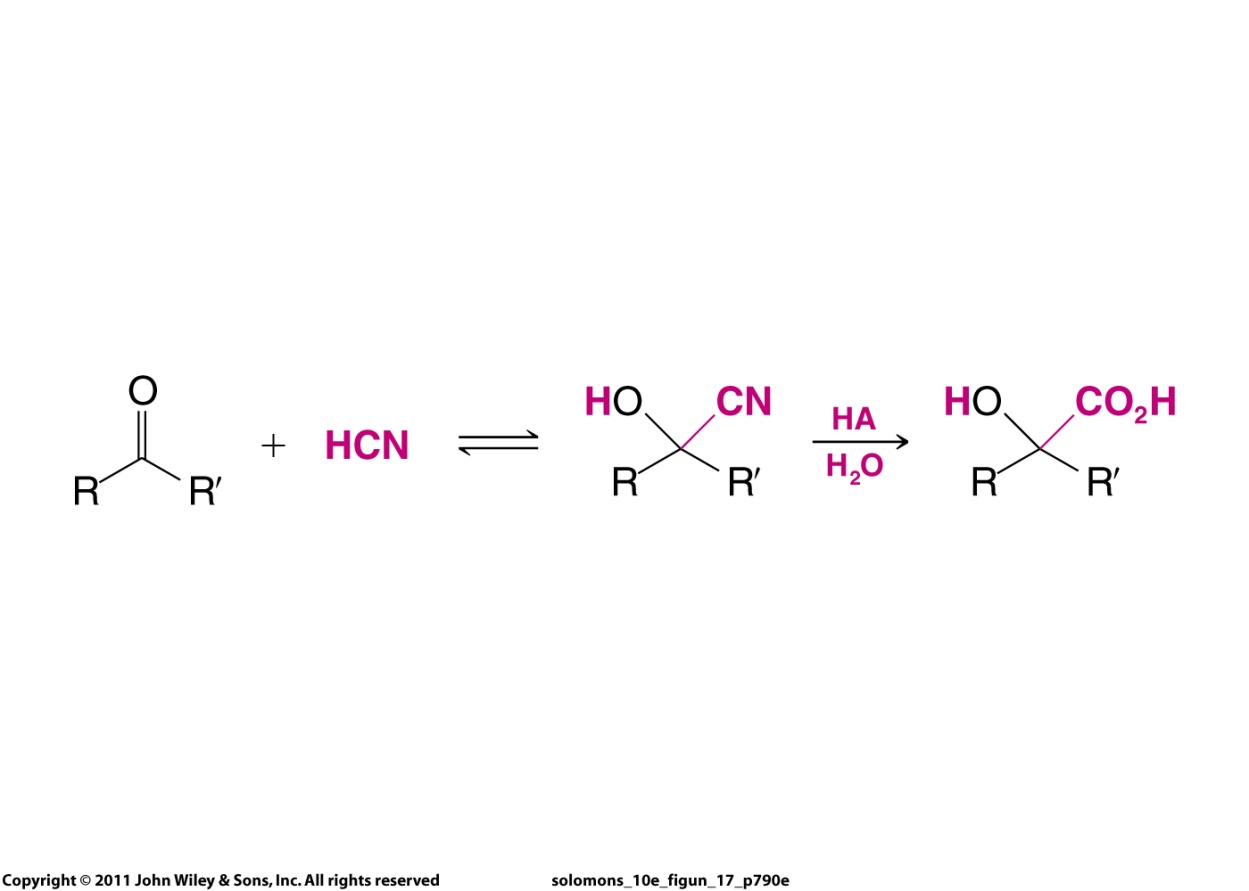 O
R R′ + HCN ⇌ HO CN
R R′
HA
H₂O
HO CO₂H
R R′
Copyright © 2011 John Wiley & Sons, Inc. All rights reserved
solomons_10e_figun_17_p790e